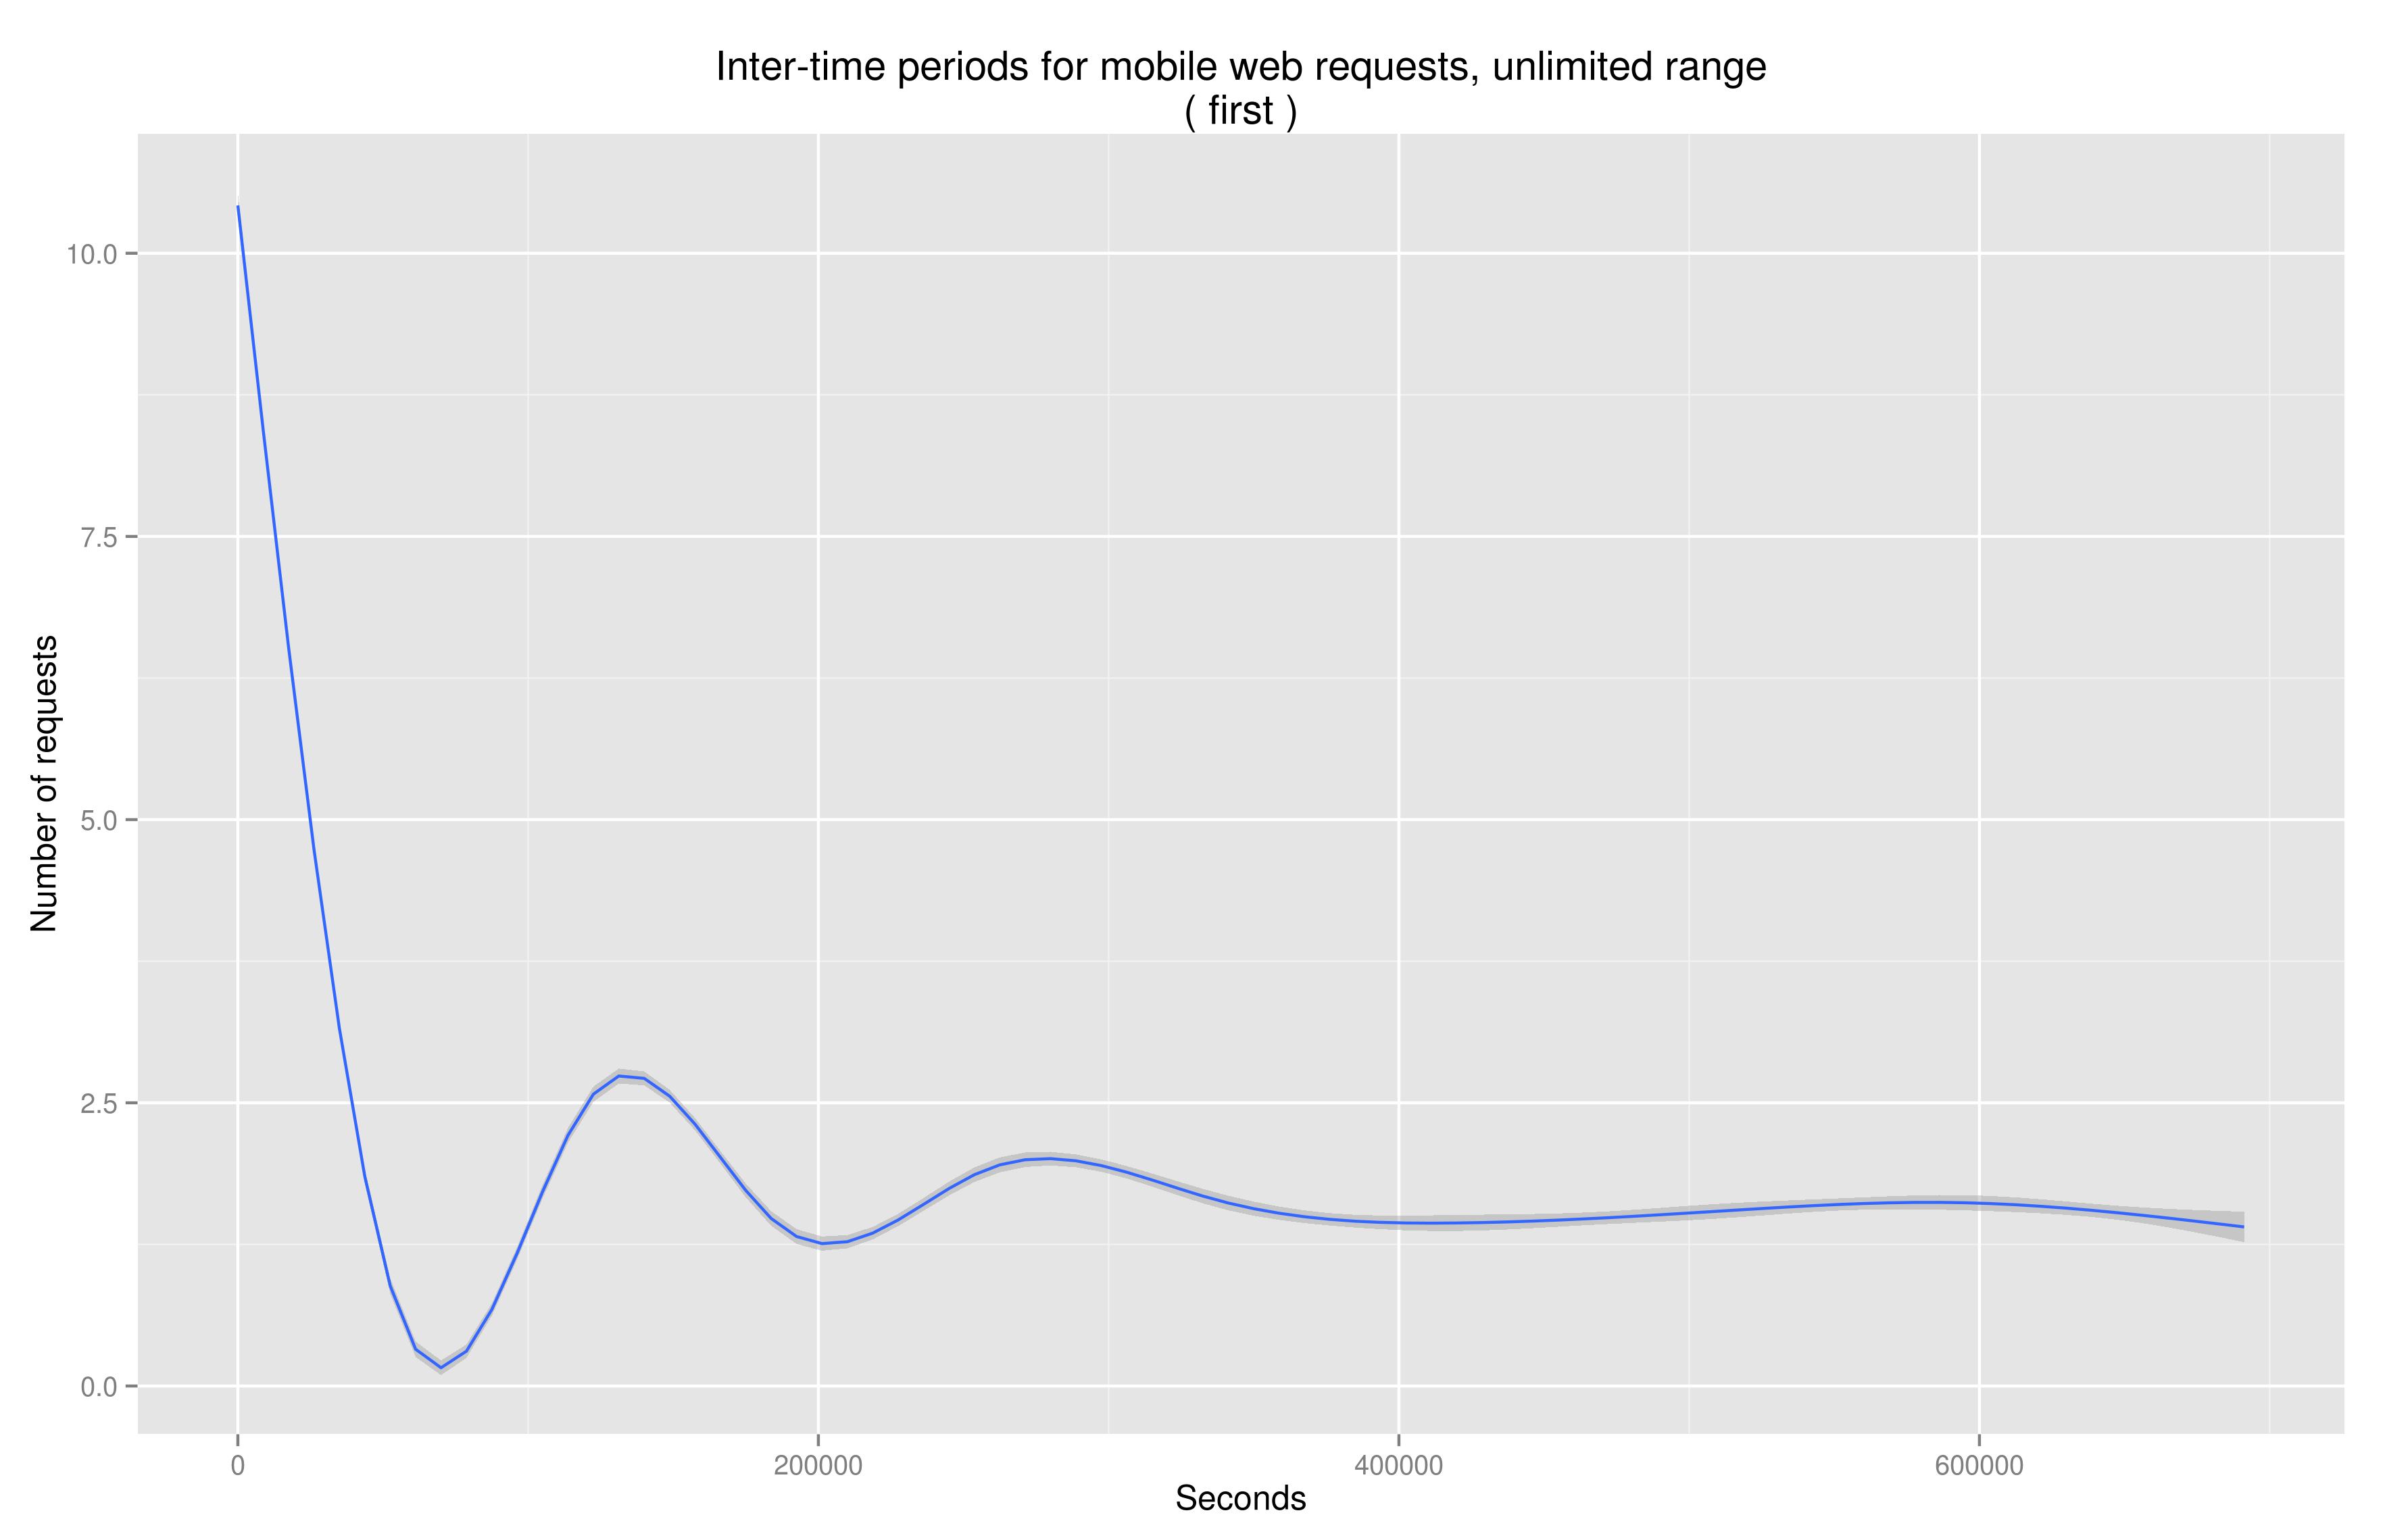 Inter-time periods for mobile web requests, unlimited range
( first )
Number of requests
10.0
7.5
5.0
2.5
0.0
0
200000
400000
600000
Seconds